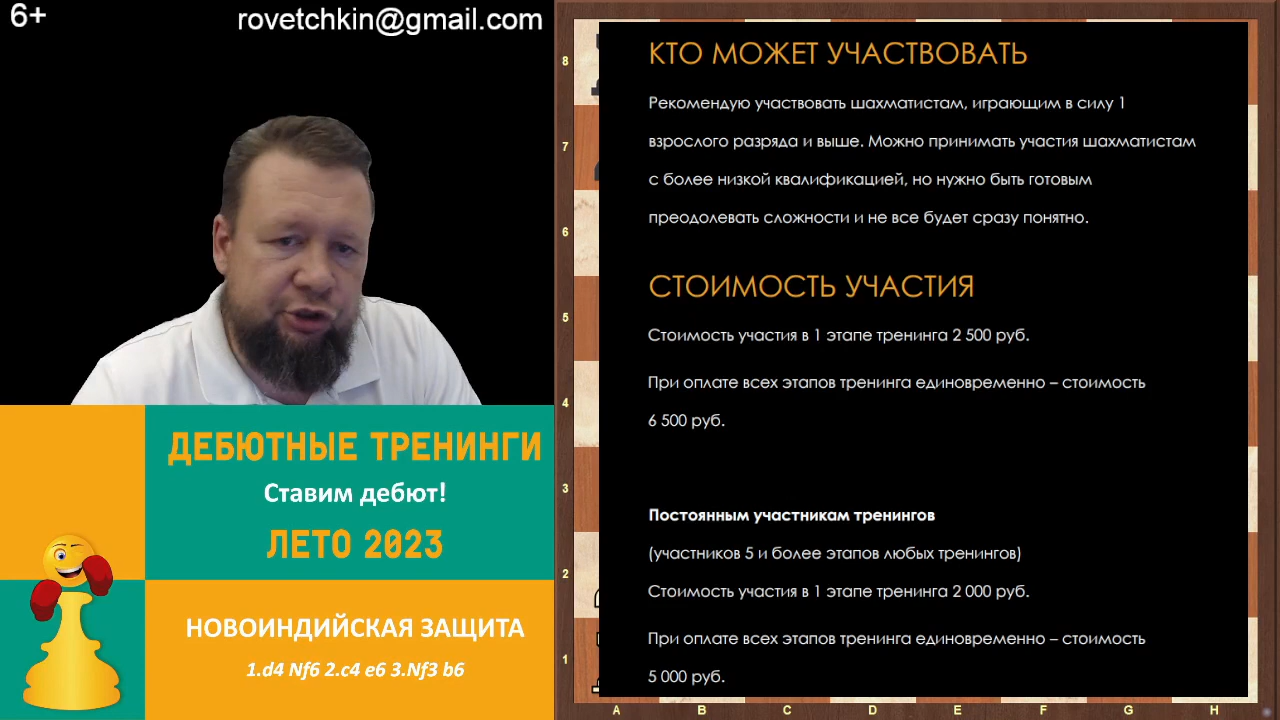 6+
rovetchkin@gmail.com
КТО МОЖЕТ УЧАСТВОВАТЬ
Рекомендую участвовать шахматистам, играющим в силу 1
взрослого разряда и выше. Можно принимать участия шахматистам
с более низкой квалификацией, но нужно быть готовым
преодолевать сложности и не все будет сразу понятно.
СТОИМОСТЬ УЧАСТИЯ
Стоимость участия в 1 этапе тренинга 2 500 руб.
При оплате всех этапов тренинга единовременно – стоимость
6 500 руб.
Постоянным участникам тренингов
(участников 5 и более этапов любых тренингов)
Стоимость участия в 1 этапе тренинга 2 000 руб.
При оплате всех этапов тренинга единовременно – стоимость
5 000 руб.
ДЕБЮТНЫЕ ТРЕНИНГИ
Ставим дебют!
ЛЕТО 2023
НОВОИНДИЙСКАЯ ЗАЩИТА
1.d4 Nf6 2.c4 e6 3.Nf3 b6
8
7
6
5
4
3
2
1
A B C D E F G H